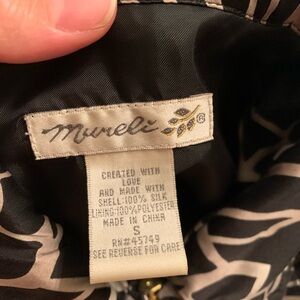 Mureli ®
CREATED WITH
LOVE
AND MADE WITH
SHELL:100% SILK
LINING:100% POLYESTER
MADE IN CHINA
S
RN#45749
SEE REVERSE FOR CARE